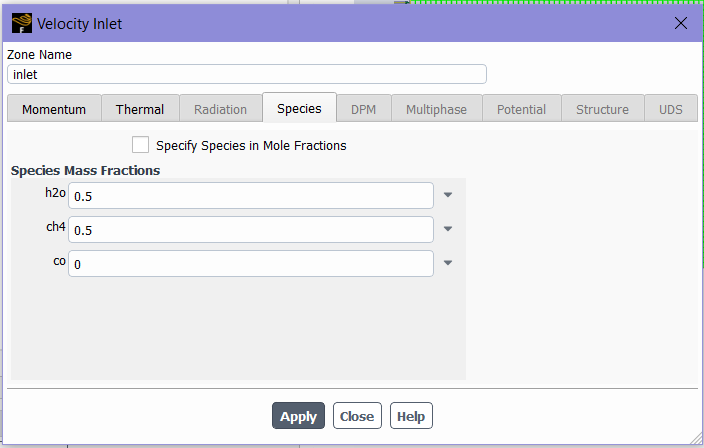 Velocity Inlet
Zone Name
inlet
Momentum Thermal Radiation Species DPM Multiphase Potential Structure UDS
Specify Species in Mole Fractions
Species Mass Fractions
h2o 0.5
ch4 0.5
co 0
Apply Close Help